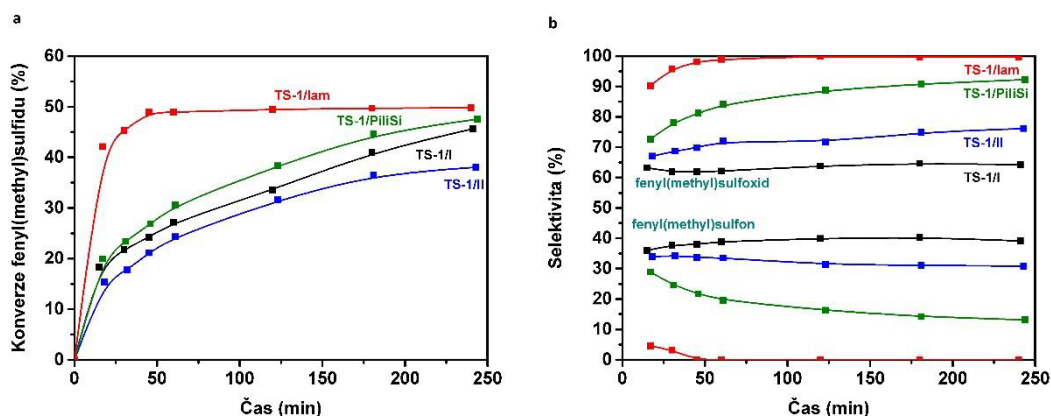 a
Konverze fenyl(methyl)sulfidu (%)
60
50
40
30
20
10
0
TS-1/lam
TS-1/PiliSi
TS-1/I
TS-1/II
0 50 100 150 200 250
Čas (min)
b
Selektivita (%)
100
90
80
70
60
50
40
30
20
10
0
TS-1/lam
TS-1/PiliSi
TS-1/II
TS-1/I
fenyl(methyl)sulfoxid
fenyl(methyl)sulfon
0 50 100 150 200 250
Čas (min)